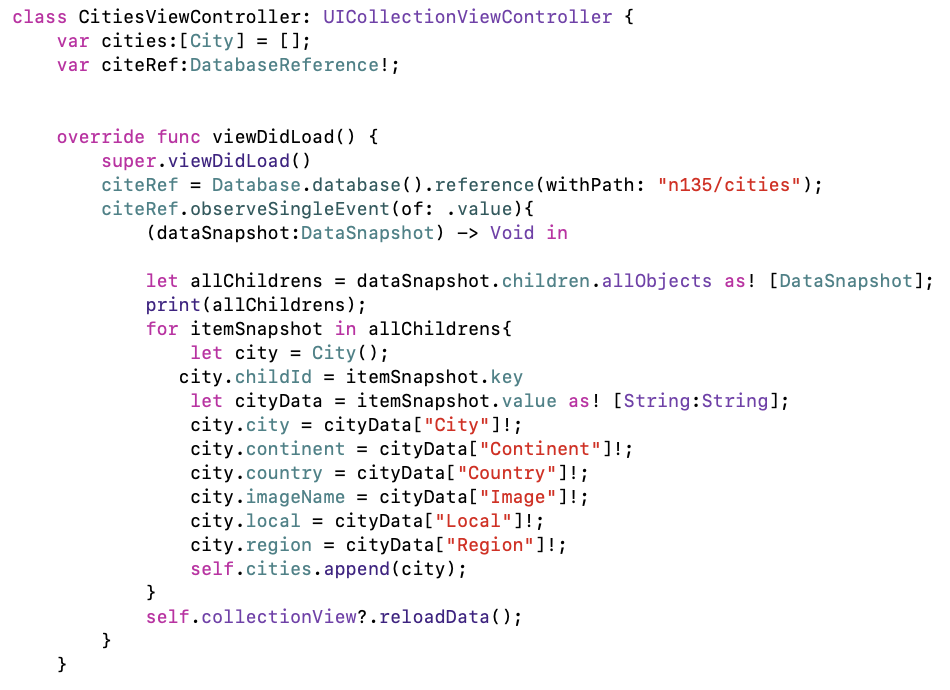 class CitiesViewController: UICollectionViewController {
    var cities:[City] = [];
    var citeRef:DatabaseReference!;
    override func viewDidLoad() {
        super.viewDidLoad()
        citeRef = Database.database().reference(withPath: "n135/cities");
        citeRef.observeSingleEvent(of: .value){
            (dataSnapshot:DataSnapshot) -> Void in
            let allChildrens = dataSnapshot.children.allObjects as! [DataSnapshot];
            print(allChildrens);
            for itemSnapshot in allChildrens{
                let city = City();
               city.childId = itemSnapshot.key
                let cityData = itemSnapshot.value as! [String:String];
                city.city = cityData["City"]!;
                city.continent = cityData["Continent"]!;
                city.country = cityData["Country"]!;
                city.imageName = cityData["Image"]!;
                city.local = cityData["Local"]!;
                city.region = cityData["Region"]!;
                self.cities.append(city);
            }
            self.collectionView?.reloadData();
        }
    }